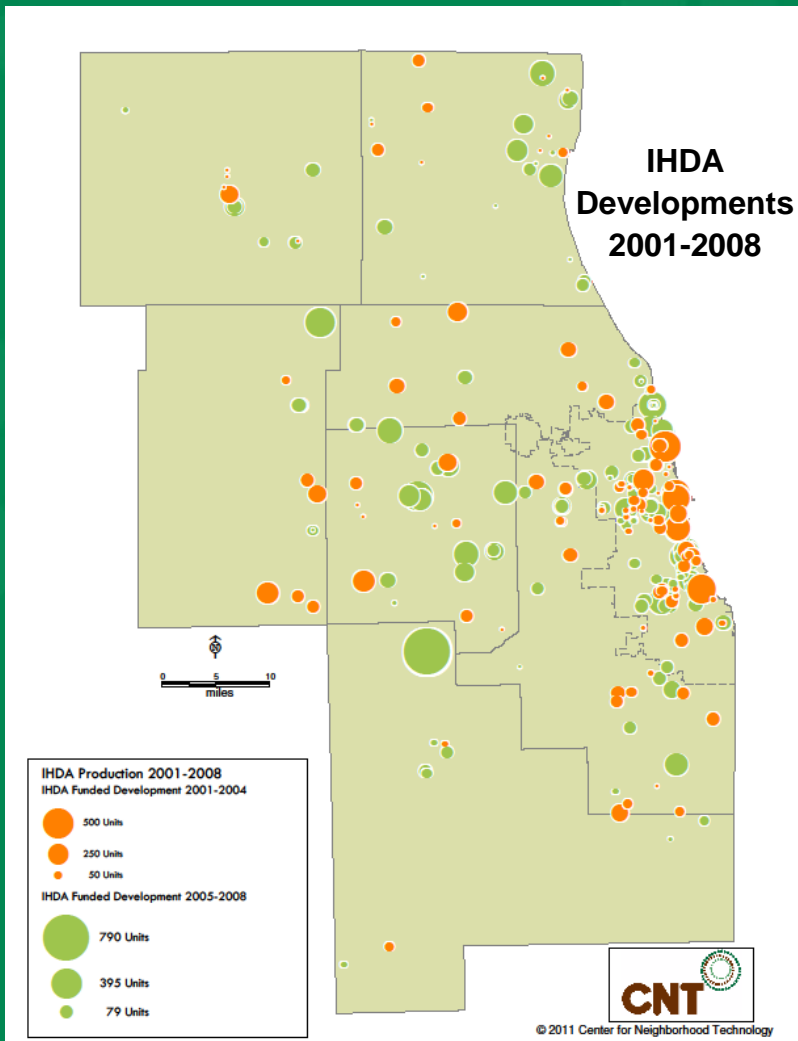 IHDA
Developments
2001-2008
0 5 10
miles
IHDA Production 2001-2008
IHDA Funded Development 2001-2004
500 Units
250 Units
50 Units
IHDA Funded Development 2005-2008
790 Units
395 Units
79 Units
CNT
© 2011 Center for Neighborhood Technology